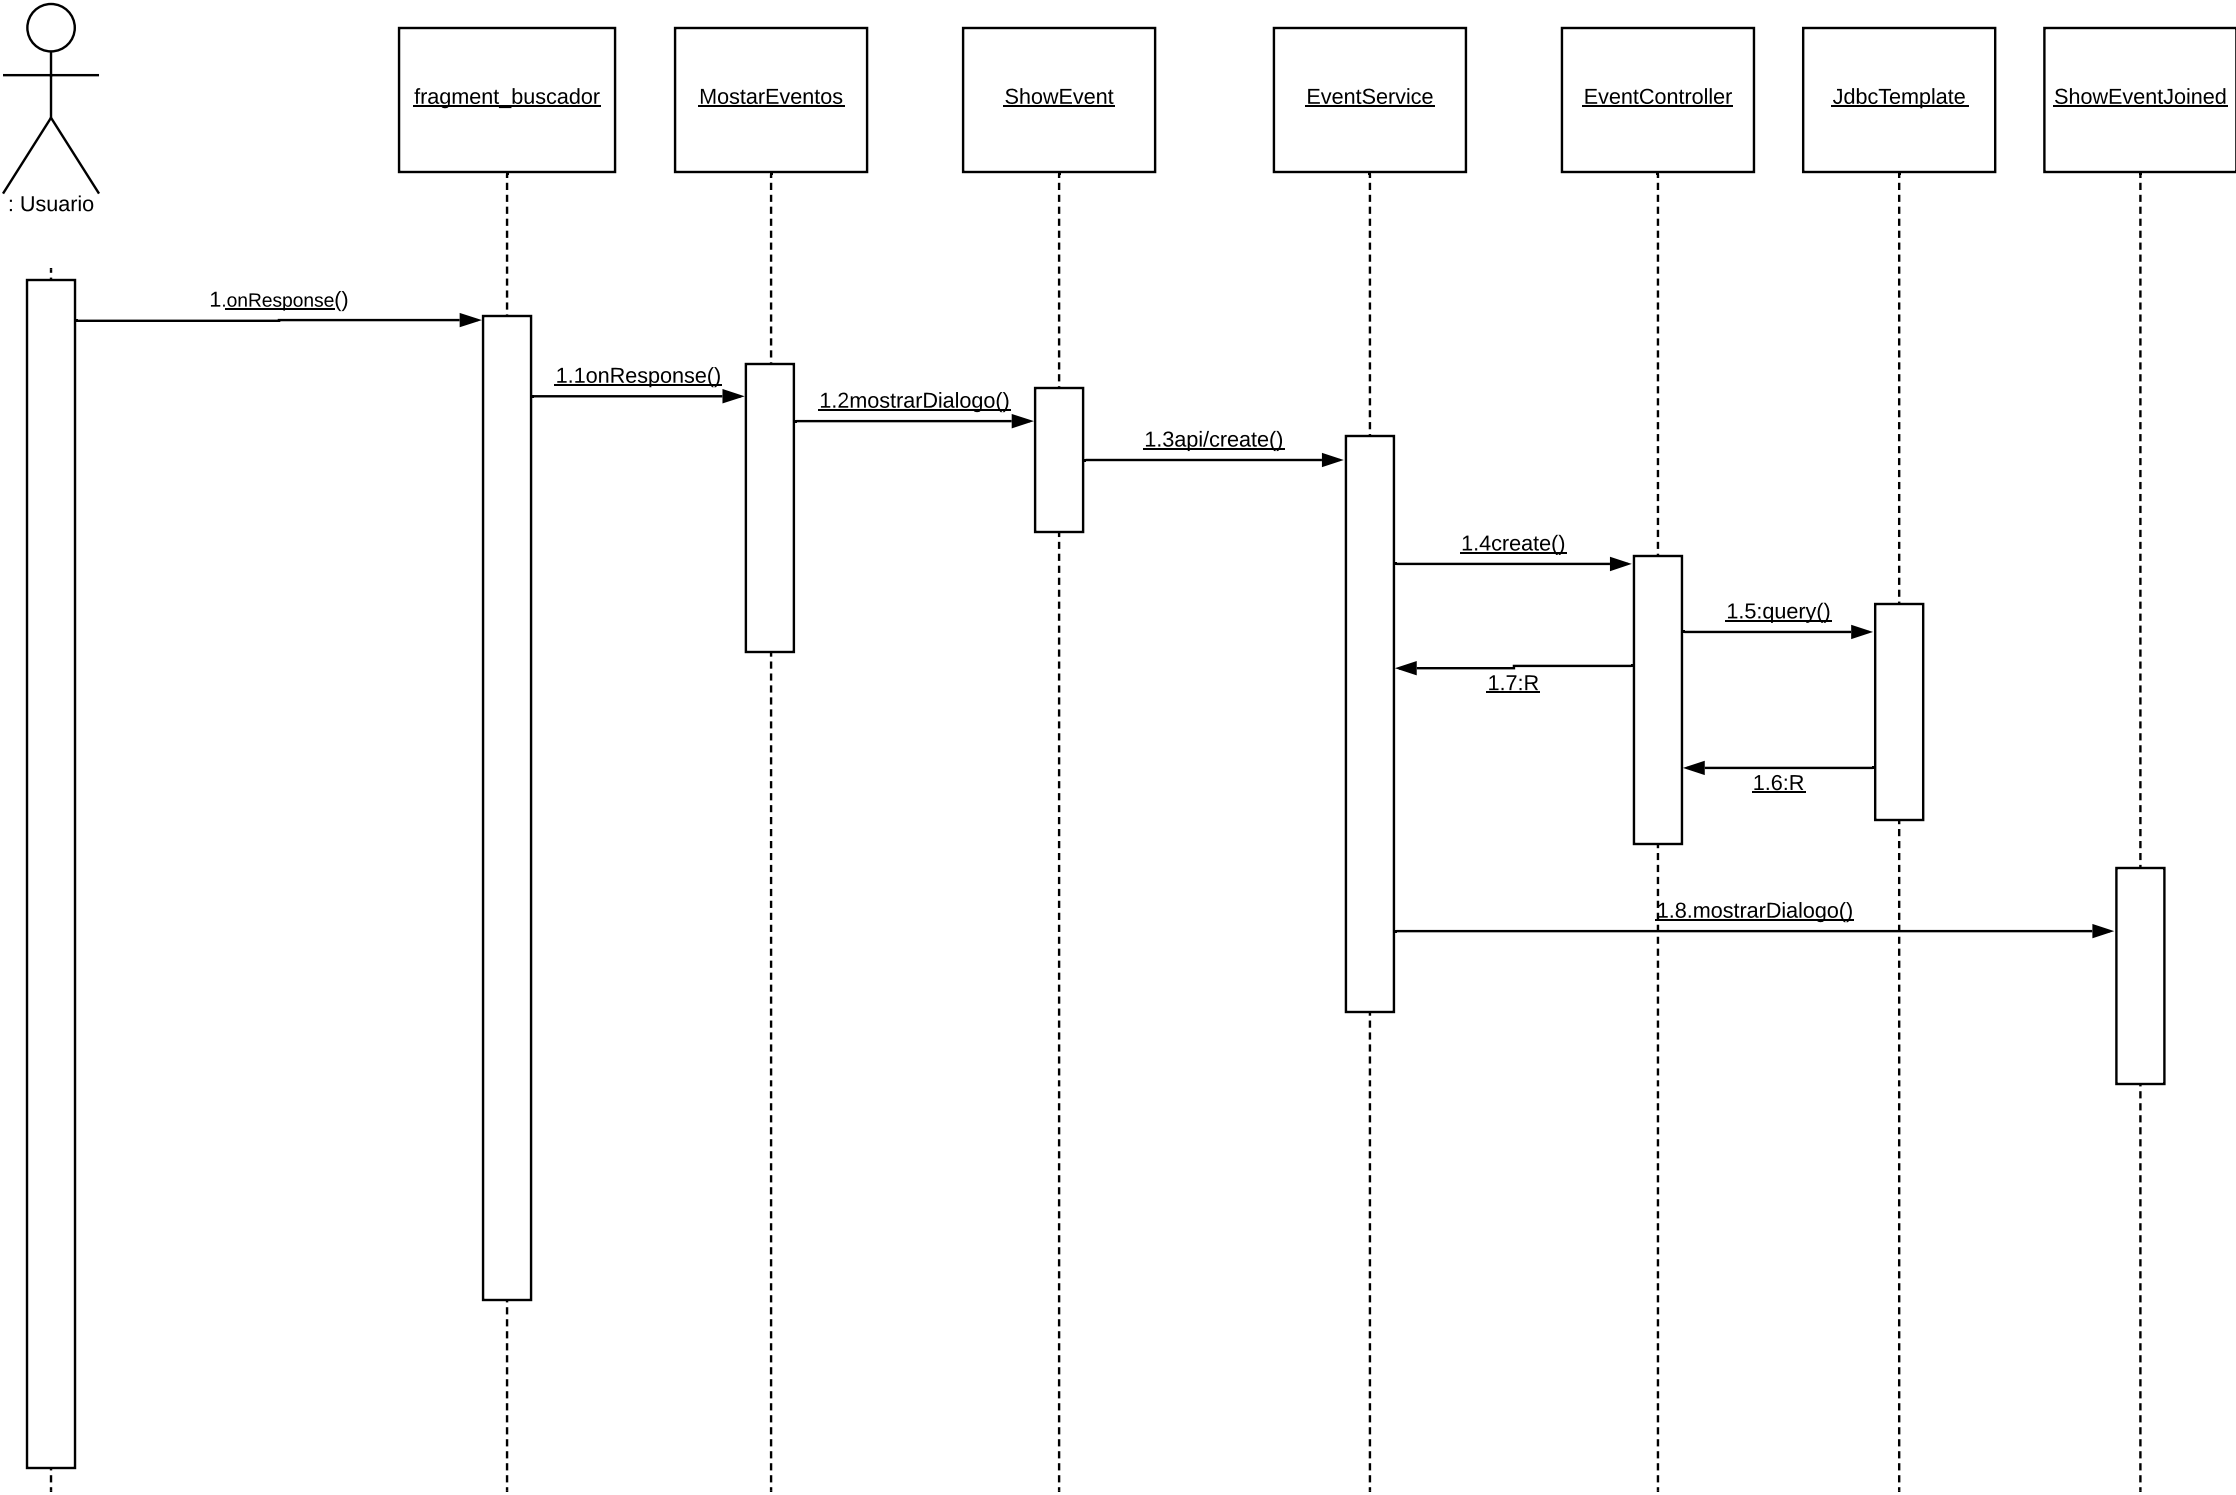 fragment_buscador
MostarEventos
ShowEvent
EventService
EventController
JdbcTemplate
ShowEventJoined
: Usuario
1.onResponse()
1.1onResponse()
1.2mostrarDialogo()
1.3api/create()
1.4create()
1.5:query()
1.7:R
1.6:R
1.8.mostrarDialogo()